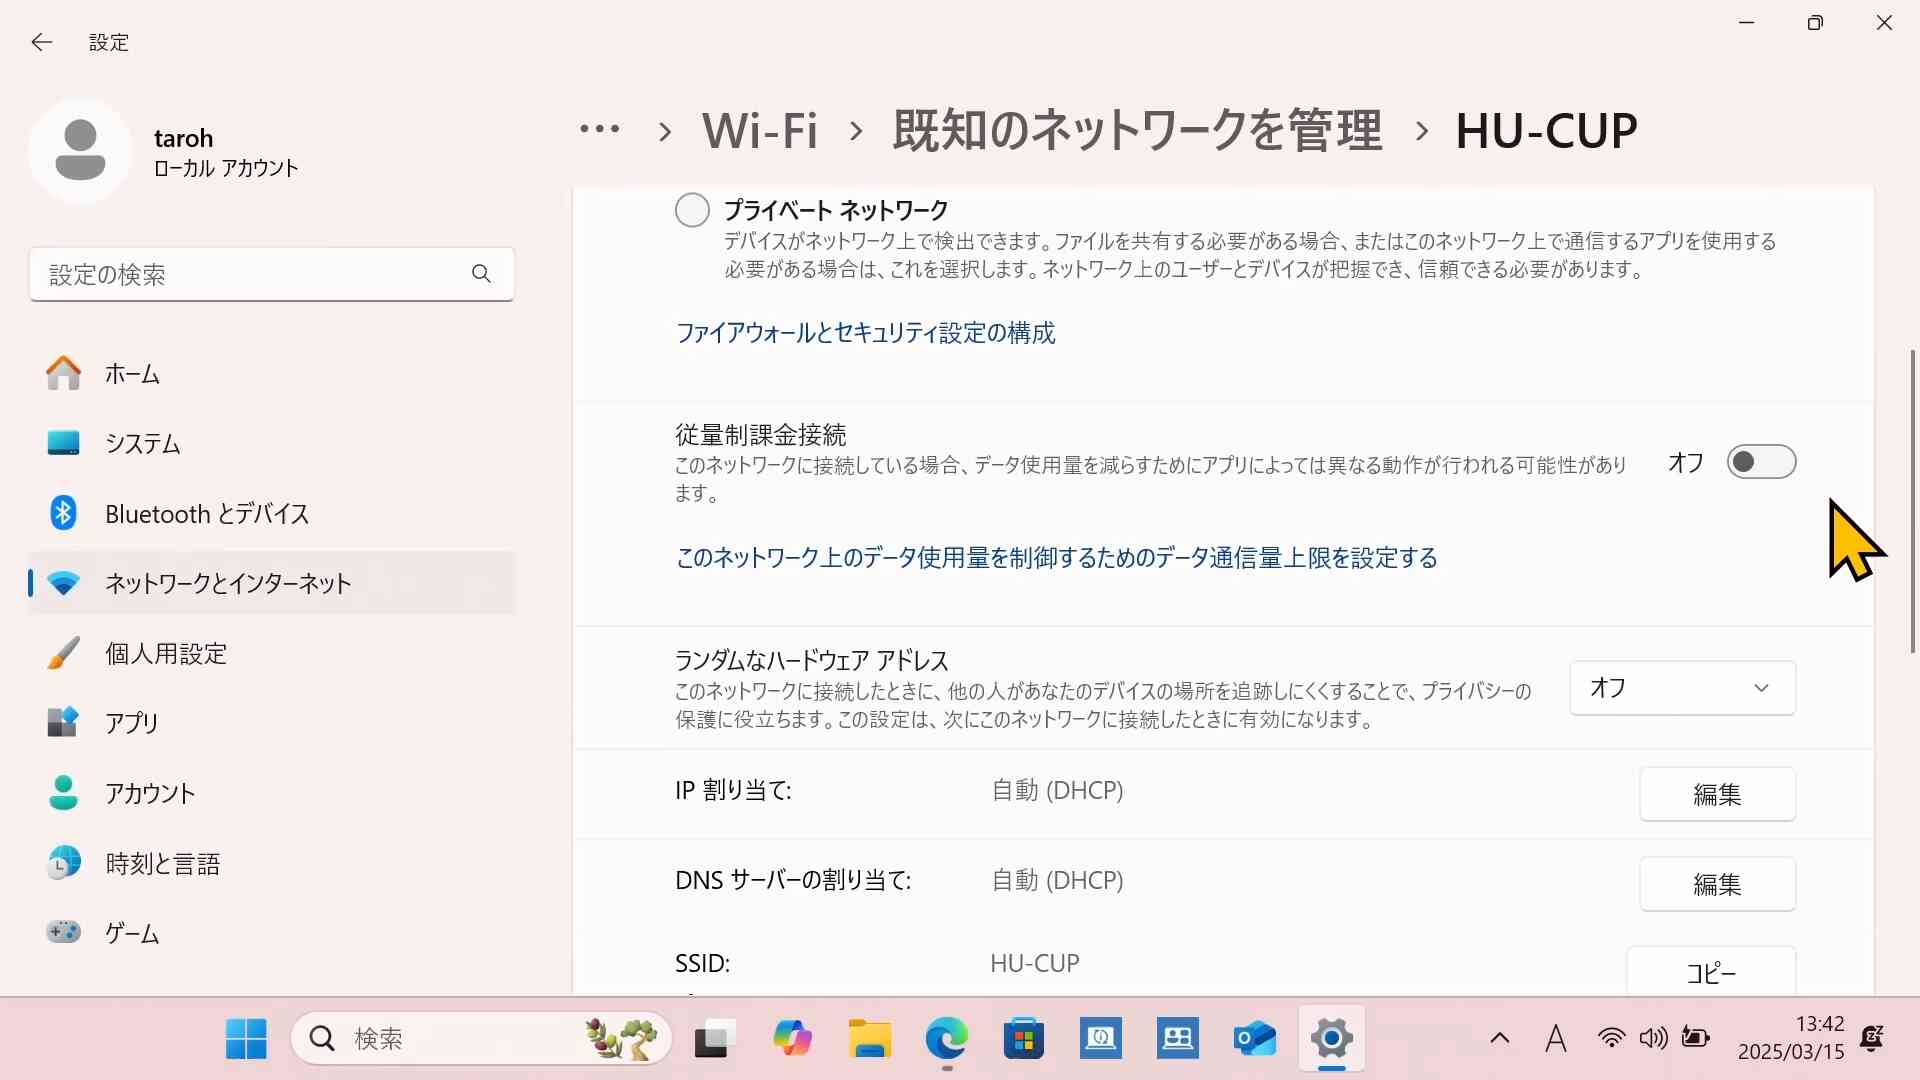 設定
taroh
ローカル アカウント
設定の検索
ホーム
システム
Bluetooth とデバイス
ネットワークとインターネット
個人用設定
アプリ
アカウント
時刻と言語
ゲーム
… › Wi-Fi › 既知のネットワークを管理 › HU-CUP
プライベート ネットワーク
デバイスがネットワーク上で検出できます。ファイルを共有する必要がある場合、またはこのネットワーク上で通信するアプリを使用する
必要がある場合は、これを選択します。ネットワーク上のユーザーとデバイスが把握でき、信頼できる必要があります。
ファイアウォールとセキュリティ設定の構成
従量制課金接続
このネットワークに接続している場合、データ使用量を減らすためにアプリによっては異なる動作が行われる可能性があり
ます。
オフ
このネットワーク上のデータ使用量を制御するためのデータ通信量上限を設定する
ランダムなハードウェア アドレス
このネットワークに接続したときに、他の人があなたのデバイスの場所を追跡しにくくすることで、プライバシーの
保護に役立ちます。この設定は、次にこのネットワークに接続したときに有効になります。
オフ
IP 割り当て: 自動 (DHCP) 編集
DNS サーバーの割り当て: 自動 (DHCP) 編集
SSID: HU-CUP コピー
検索
A
13:42
2025/03/15